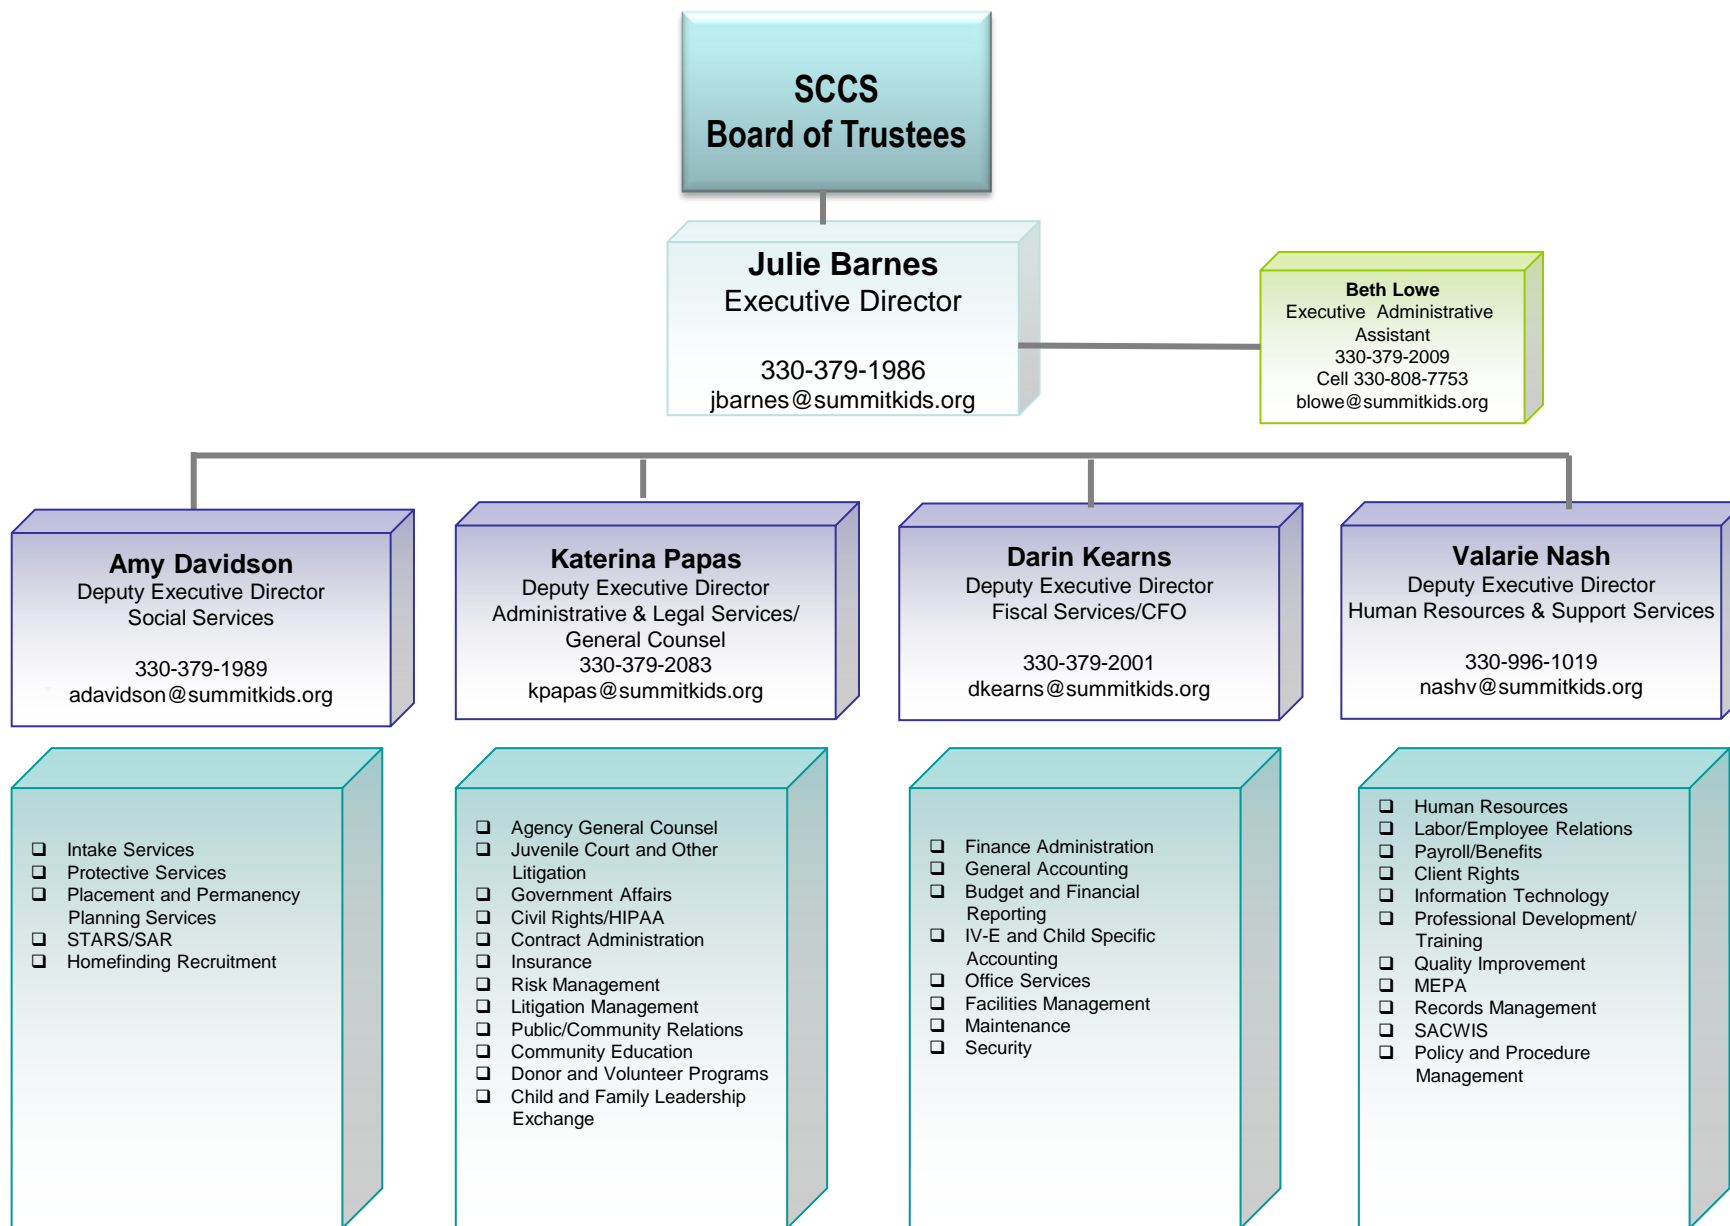 SCCS
Board of Trustees
Julie Barnes
Executive Director
330-379-1986
jbarnes@summitkids.org
Beth Lowe
Executive Administrative
Assistant
330-379-2009
Cell 330-808-7753
blowe@summitkids.org
Amy Davidson
Deputy Executive Director
Social Services
330-379-1989
adavidson@summitkids.org
Katerina Papas
Deputy Executive Director
Administrative & Legal Services/
General Counsel
330-379-2083
kpapas@summitkids.org
Darin Kearns
Deputy Executive Director
Fiscal Services/CFO
330-379-2001
dkearns@summitkids.org
Valarie Nash
Deputy Executive Director
Human Resources & Support Services
330-996-1019
nashv@summitkids.org
❑ Intake Services
❑ Protective Services
❑ Placement and Permanency
Planning Services
❑ STARS/SAR
❑ Homefinding Recruitment
❑ Agency General Counsel
❑ Juvenile Court and Other
Litigation
❑ Government Affairs
❑ Civil Rights/HIPAA
❑ Contract Administration
❑ Insurance
❑ Risk Management
❑ Litigation Management
❑ Public/Community Relations
❑ Community Education
❑ Donor and Volunteer Programs
❑ Child and Family Leadership
Exchange
❑ Finance Administration
❑ General Accounting
❑ Budget and Financial
Reporting
❑ IV-E and Child Specific
Accounting
❑ Office Services
❑ Facilities Management
❑ Maintenance
❑ Security
❑ Human Resources
❑ Labor/Employee Relations
❑ Payroll/Benefits
❑ Client Rights
❑ Information Technology
❑ Professional Development/
Training
❑ Quality Improvement
❑ MEPA
❑ Records Management
❑ SACWIS
❑ Policy and Procedure
Management